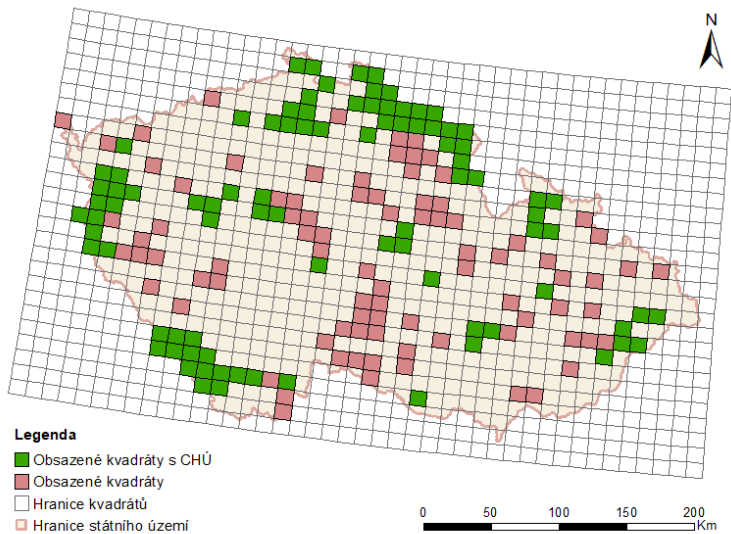 N
Legenda
Obsazené kvadráty s CHÚ
Obsazené kvadráty
Hranice kvadrátů
Hranice státního území
0 50 100 150 200
Km